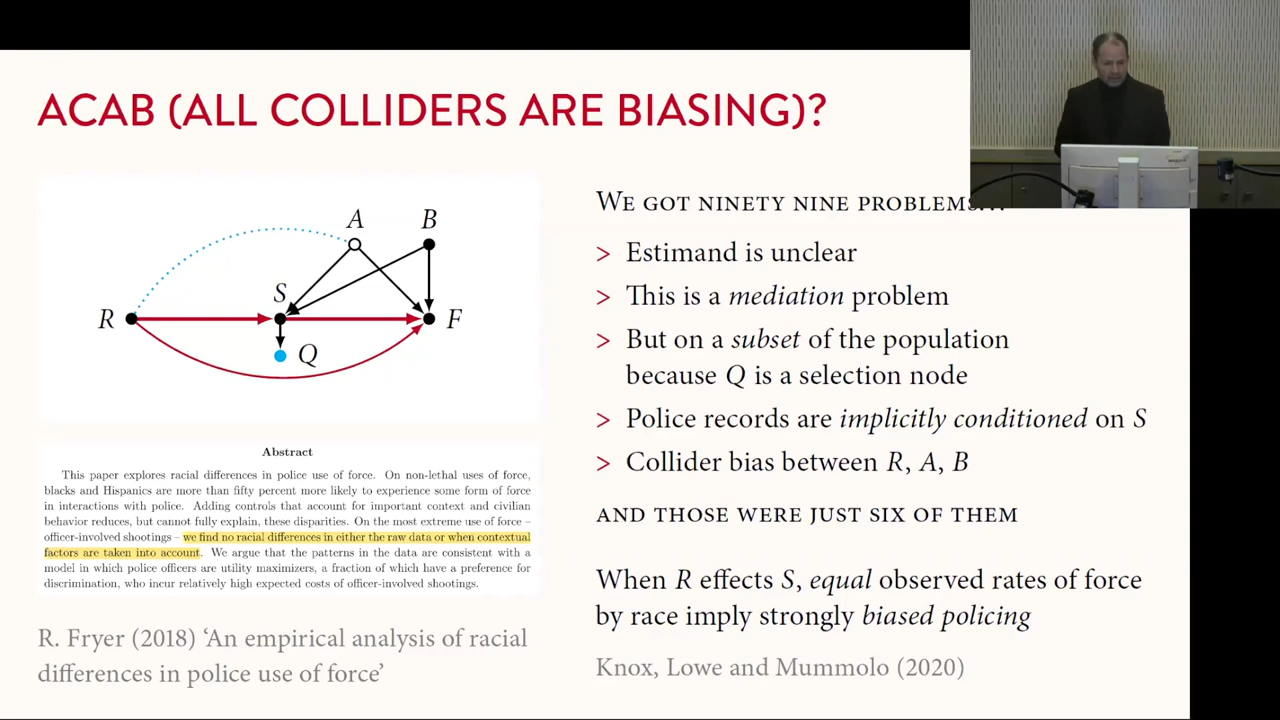 ACAB (ALL COLLIDERS ARE BIASING)?
A
B
S
R
F
Q
Abstract
This paper explores racial differences in police use of force. On non-lethal uses of force,
blacks and Hispanics are more than fifty percent more likely to experience some form of force
in interactions with police. Adding controls that account for important context and civilian
behavior reduces, but cannot fully explain, these disparities. On the most extreme use of force –
officer-involved shootings – we find no racial differences in either the raw data or when contextual
factors are taken into account. We argue that the patterns in the data are consistent with a
model in which police officers are utility maximizers, a fraction of which have a preference for
discrimination, who incur relatively high expected costs of officer-involved shootings.
R. Fryer (2018) ‘An empirical analysis of racial
differences in police use of force’
WE GOT NINETY NINE PROBLEMS...
> Estimand is unclear
> This is a mediation problem
> But on a subset of the population
because Q is a selection node
> Police records are implicitly conditioned on S
> Collider bias between R, A, B
AND THOSE WERE JUST SIX OF THEM
When R effects S, equal observed rates of force
by race imply strongly biased policing
Knox, Lowe and Mummolo (2020)